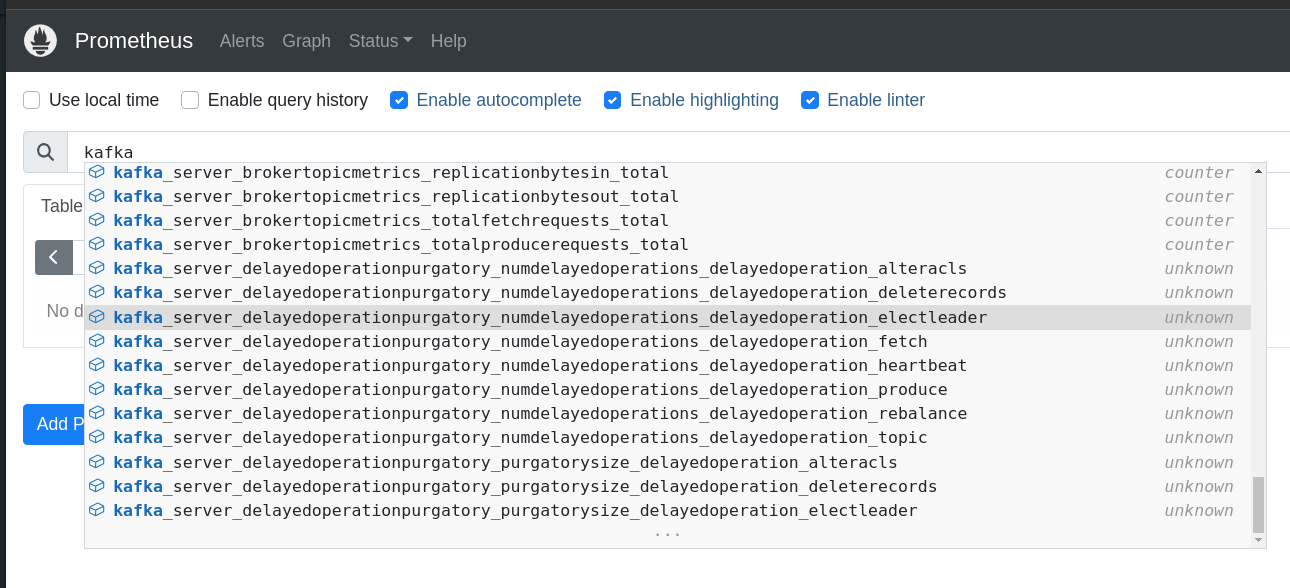 Prometheus Alerts Graph Status Help
Use local time Enable query history Enable autocomplete Enable highlighting Enable linter
kafka
kafka_server_brokertopicmetrics_replicationbytesin_total counter
kafka_server_brokertopicmetrics_replicationbytesout_total counter
kafka_server_brokertopicmetrics_totalfetchrequests_total counter
kafka_server_brokertopicmetrics_totalproducerequests_total counter
kafka_server_delayedoperationpurgatory_numdelayedoperations_delayedoperation_alteracls unknown
kafka_server_delayedoperationpurgatory_numdelayedoperations_delayedoperation_deleterecords unknown
kafka_server_delayedoperationpurgatory_numdelayedoperations_delayedoperation_electleader unknown
kafka_server_delayedoperationpurgatory_numdelayedoperations_delayedoperation_fetch unknown
kafka_server_delayedoperationpurgatory_numdelayedoperations_delayedoperation_heartbeat unknown
kafka_server_delayedoperationpurgatory_numdelayedoperations_delayedoperation_produce unknown
kafka_server_delayedoperationpurgatory_numdelayedoperations_delayedoperation_rebalance unknown
kafka_server_delayedoperationpurgatory_numdelayedoperations_delayedoperation_topic unknown
kafka_server_delayedoperationpurgatory_purgatorysize_delayedoperation_alteracls unknown
kafka_server_delayedoperationpurgatory_purgatorysize_delayedoperation_deleterecords unknown
kafka_server_delayedoperationpurgatory_purgatorysize_delayedoperation_electleader unknown
...
Table
No d
Add P